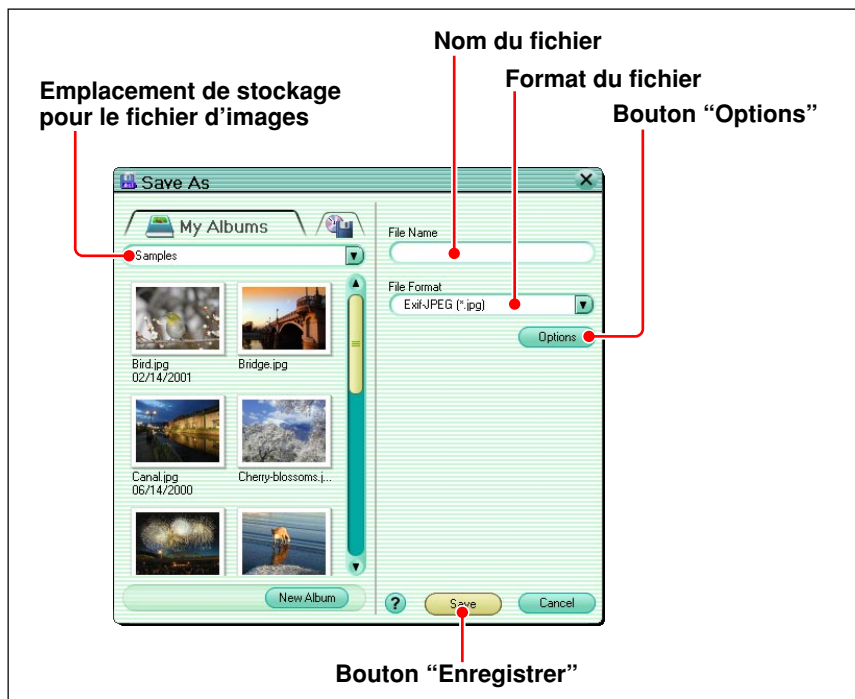 Nom du fichier
Format du fichier
Emplacement de stockage
pour le fichier d'images
Bouton “Options”
Save As
My Albums
Samples
File Name
File Format
Exif-JPEG (*.jpg)
Options
Bird.jpg
02/14/2001
Bridge.jpg
Canal.jpg
06/14/2000
Cherry-blossoms.j...
New Album
?
Save
Cancel
Bouton “Enregistrer”